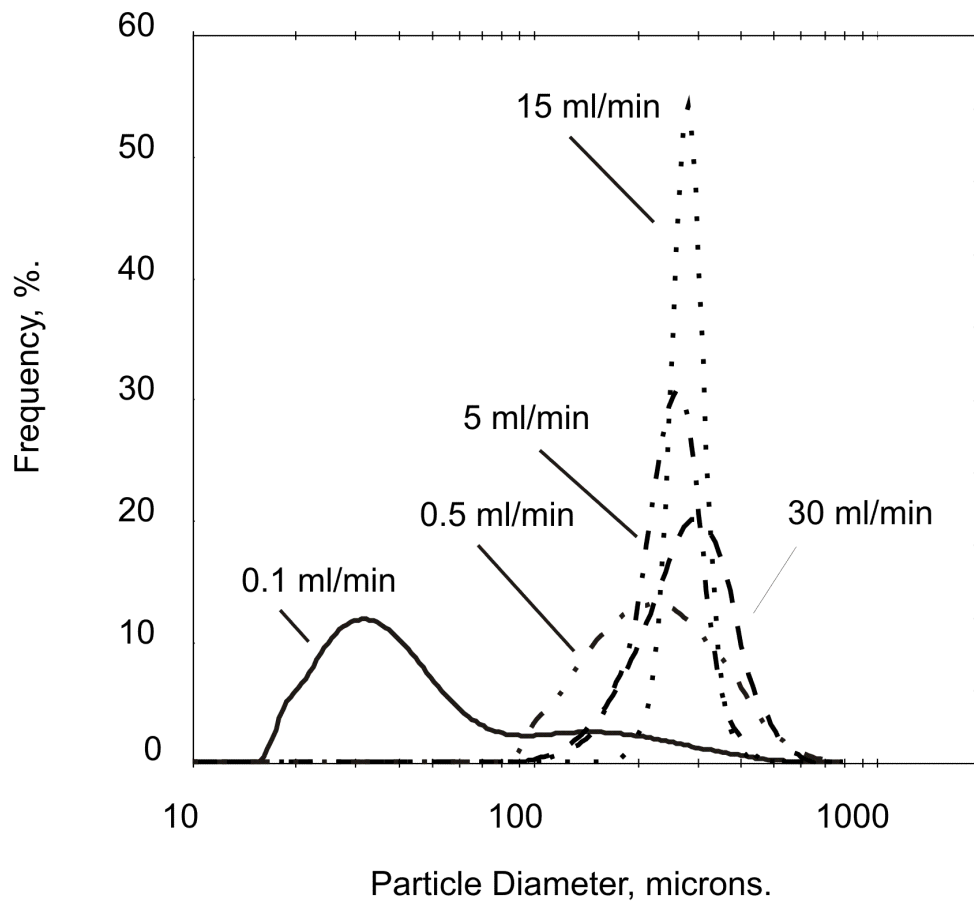 60
15 ml/min
50
40
30
5 ml/min
Frequency, %.
20
0.5 ml/min
30 ml/min
0.1 ml/min
10
0
10
100
1000
Particle Diameter, microns.